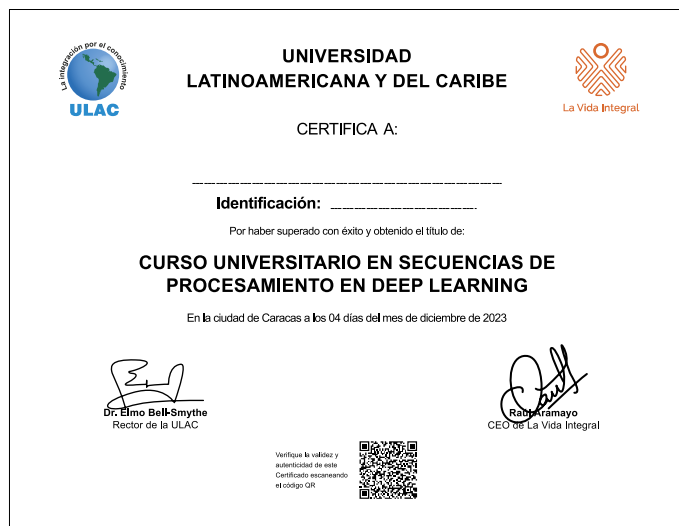 La integración por el conocimiento
ULAC
UNIVERSIDAD
LATINOAMERICANA Y DEL CARIBE
La Vida Integral
CERTIFICA A:
Identificación:
Por haber superado con éxito y obtenido el título de:
CURSO UNIVERSITARIO EN SECUENCIAS DE
PROCESAMIENTO EN DEEP LEARNING
En la ciudad de Caracas a los 04 días del mes de diciembre de 2023
Dr. Elmo Bell-Smythe
Rector de la ULAC
Raúl Aramayo
CEO de La Vida Integral
Verifique la validez y
autenticidad de este
Certificado escaneando
el código QR